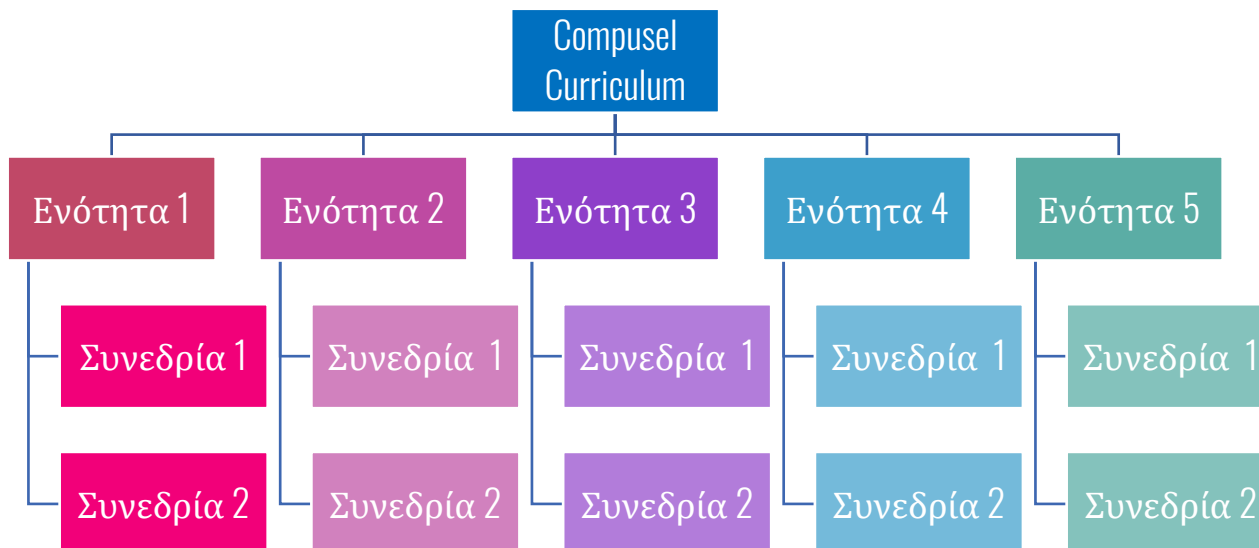 Compusel
Curriculum
Ενότητα 1
Ενότητα 2
Ενότητα 3
Ενότητα 4
Ενότητα 5
Συνεδρία 1
Συνεδρία 1
Συνεδρία 1
Συνεδρία 1
Συνεδρία 1
Συνεδρία 2
Συνεδρία 2
Συνεδρία 2
Συνεδρία 2
Συνεδρία 2